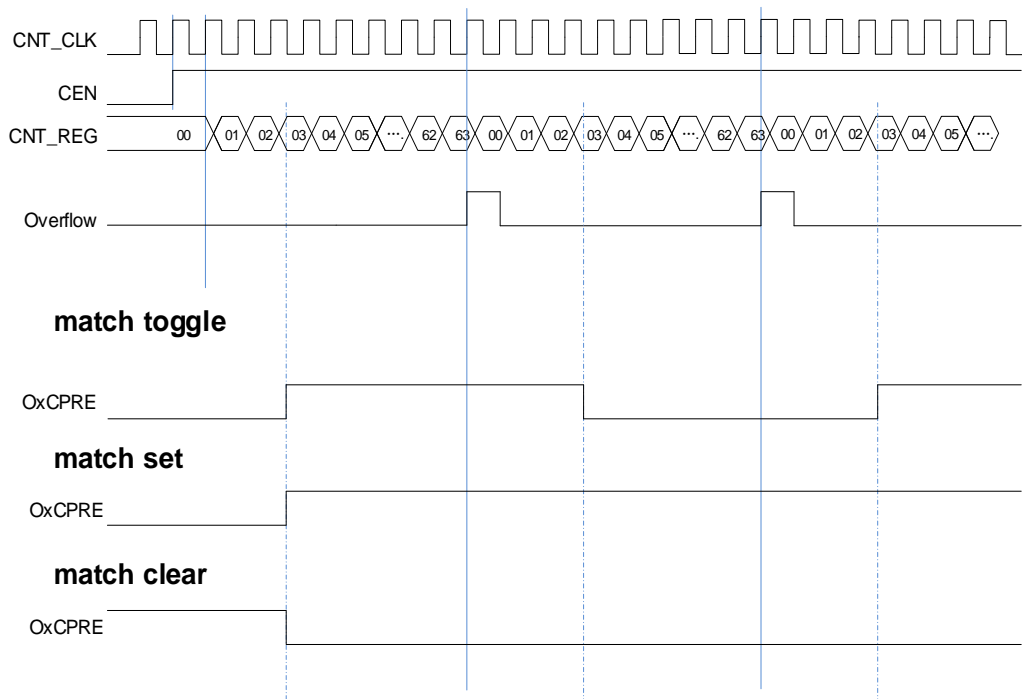 CNT_CLK
CEN
CNT_REG 00 01 02 03 04 05 …. 62 63 00 01 02 03 04 05 …. 62 63 00 01 02 03 04 05 ….
Overflow
match toggle
OxCPRE
match set
OxCPRE
match clear
OxCPRE